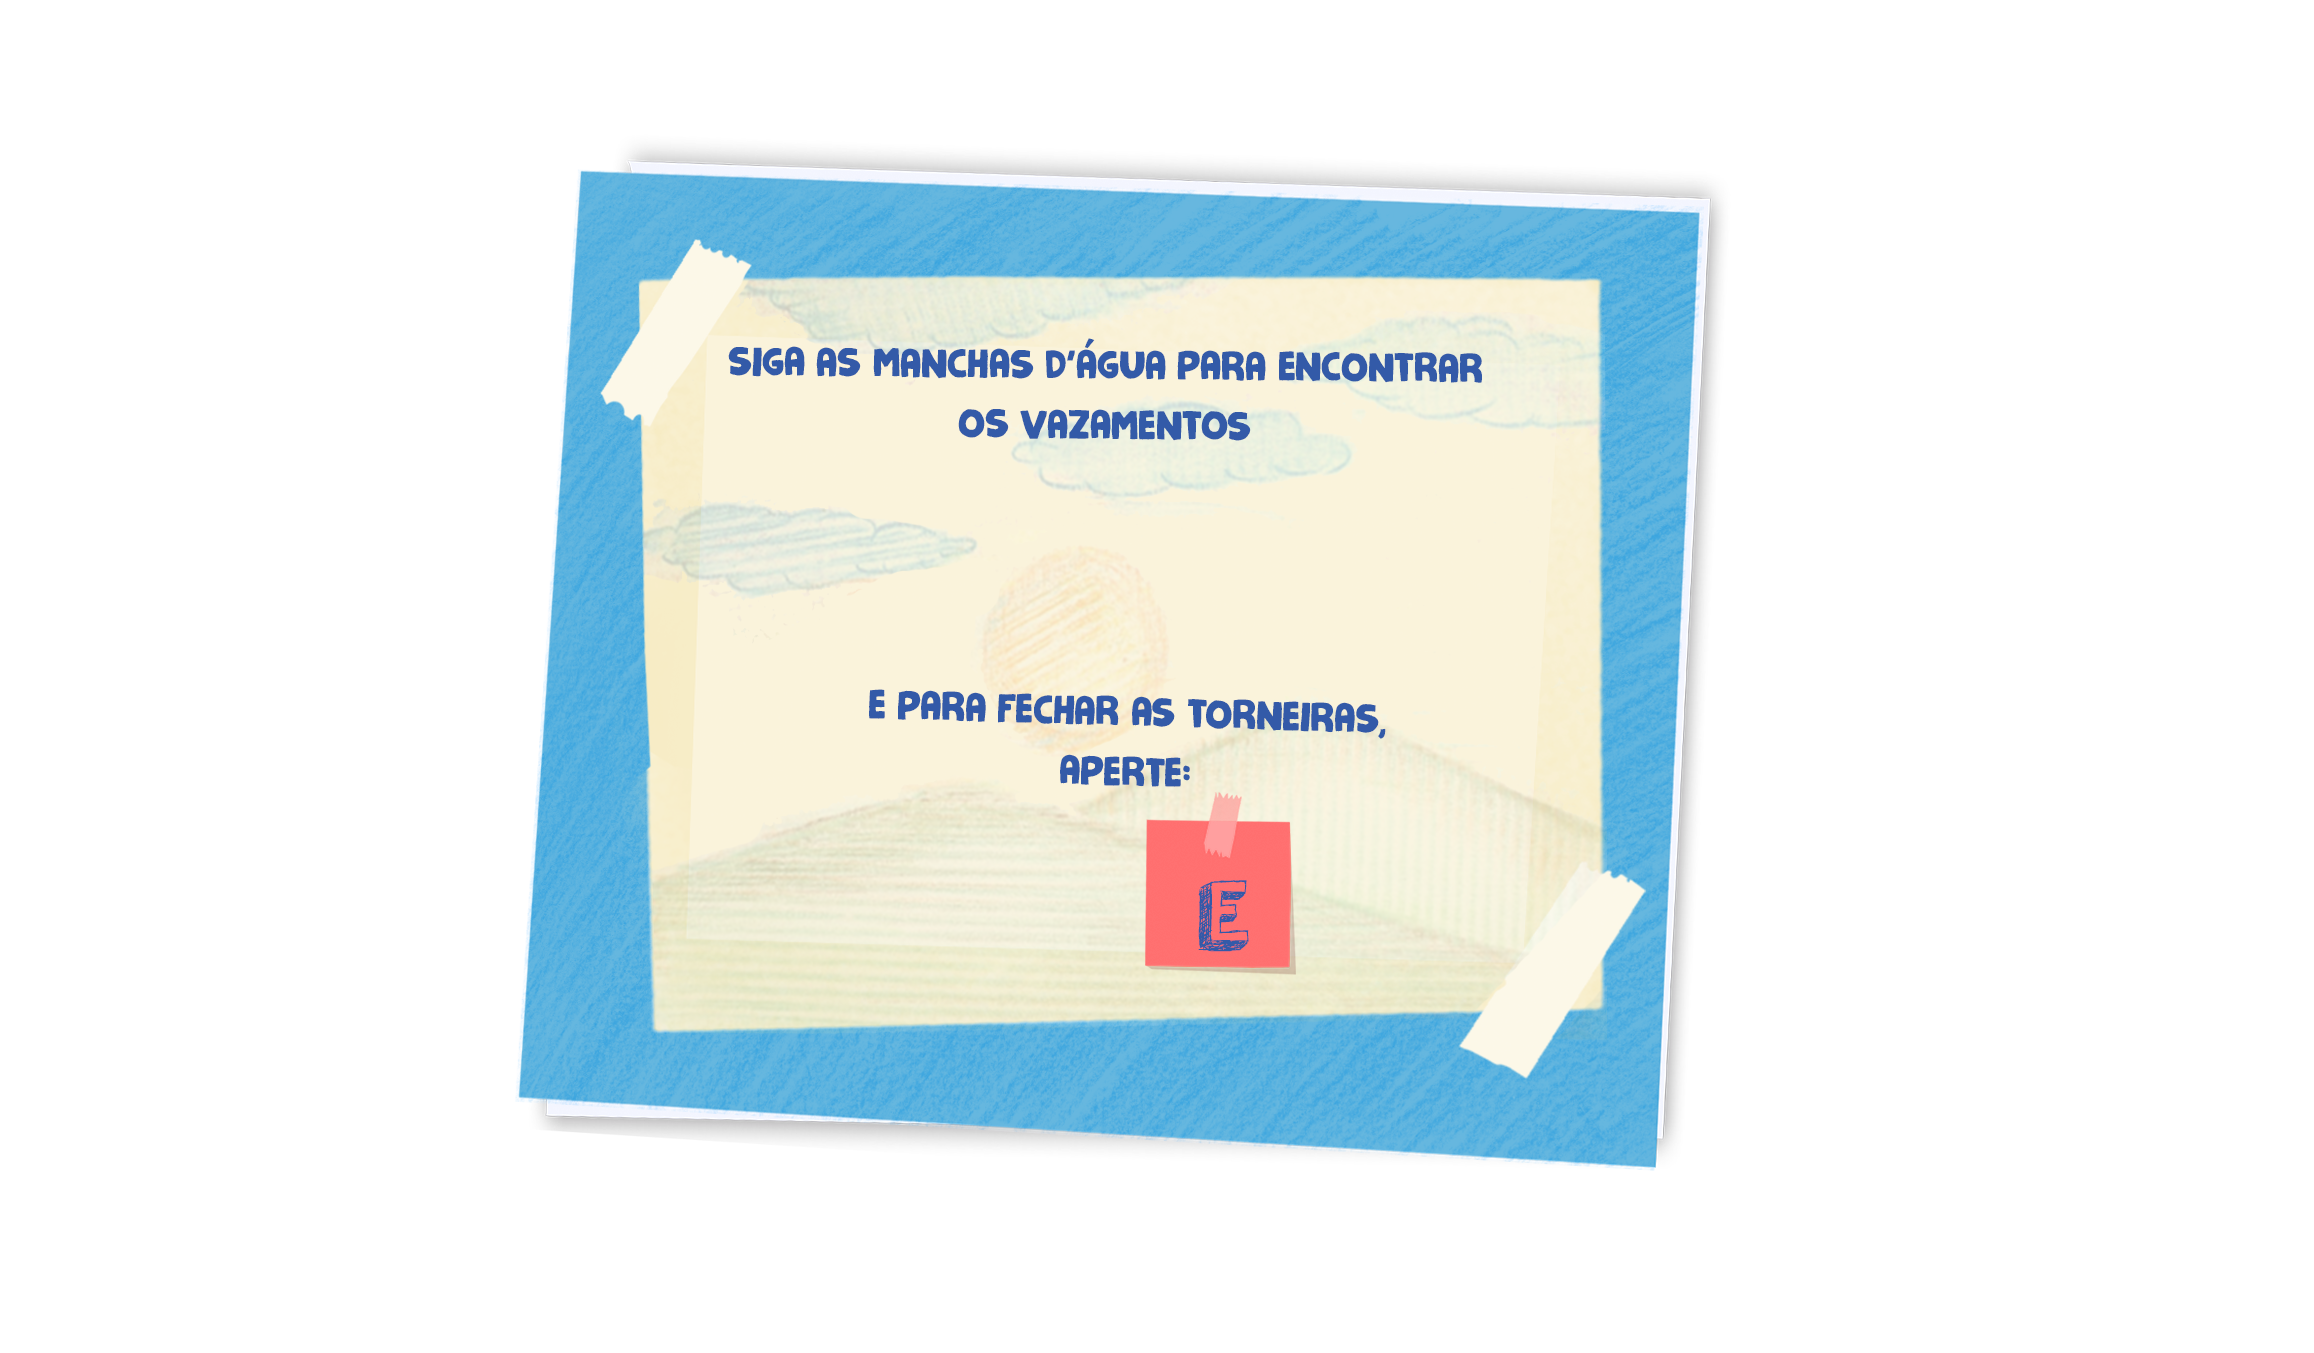 SIGA AS MANCHAS D'ÁGUA PARA ENCONTRAR
OS VAZAMENTOS
E PARA FECHAR AS TORNEIRAS,
APERTE:
E